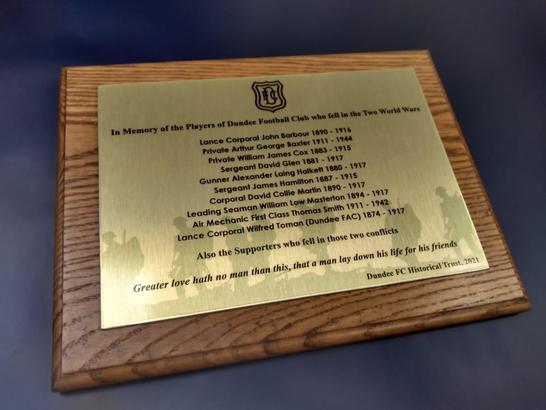 DFC
In Memory of the Players of Dundee Football Club who fell in the Two World Wars
Lance Corporal John Barbour 1890 - 1916
Private Arthur George Baxter 1911 - 1944
Private William James Cox 1883 - 1915
Sergeant David Glen 1881 - 1917
Gunner Alexander Laing Halkett 1880 - 1917
Sergeant James Hamilton 1887 - 1915
Corporal David Collie Martin 1890 - 1917
Leading Seaman William Low Masterton 1894 - 1917
Air Mechanic First Class Thomas Smith 1911 - 1942
Lance Corporal Wilfred Toman (Dundee FAC) 1874 - 1917
Also the Supporters who fell in those two conflicts
Greater love hath no man than this, that a man lay down his life for his friends
Dundee FC Historical Trust, 2021